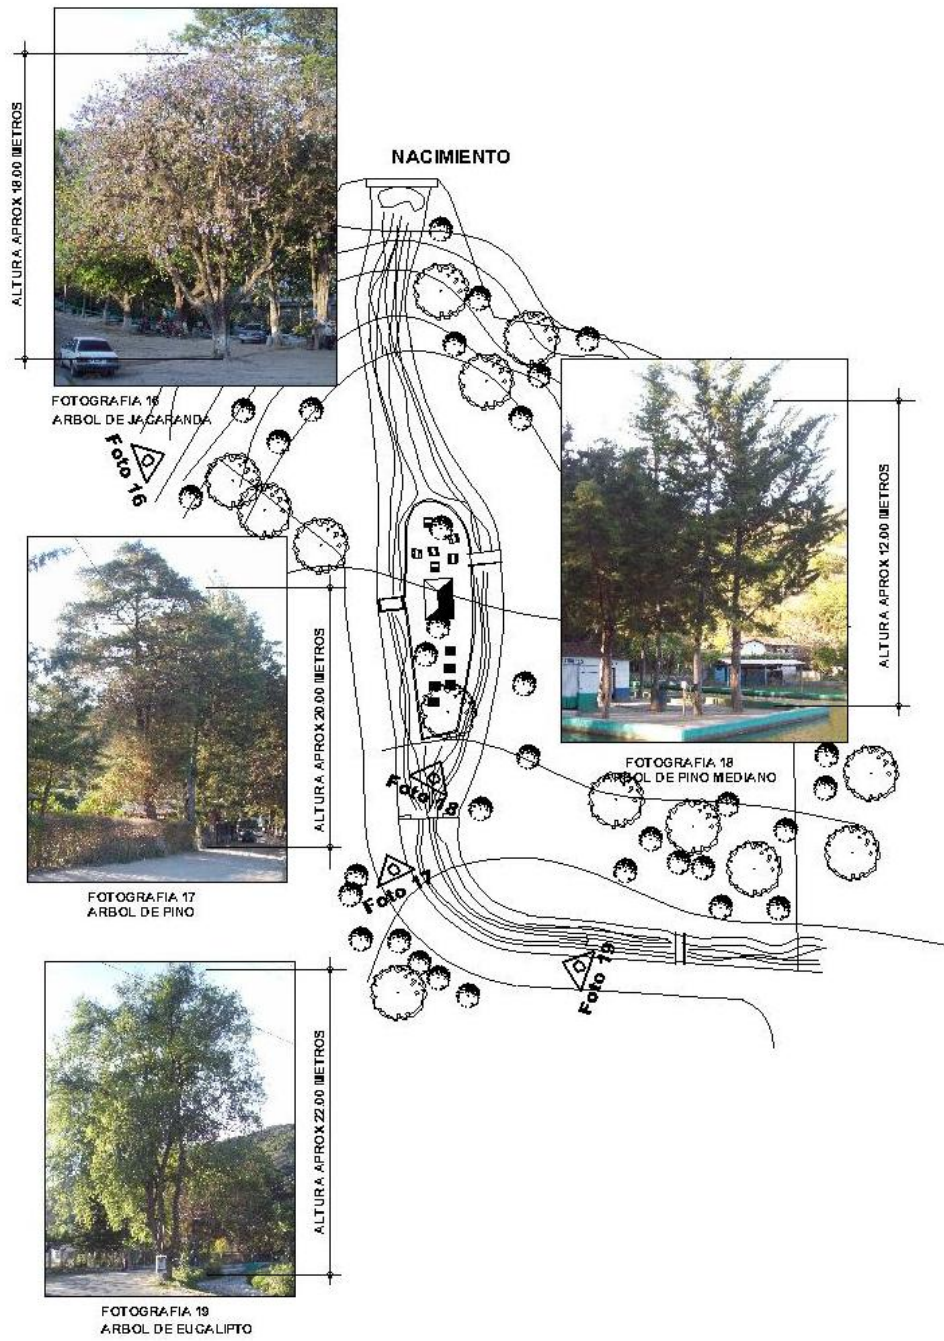 NACIMIENTO
ALTURA APROX 18.00 METROS
FOTOGRAFIA 16
ARBOL DE JACARANDA
Foto 16
ALTURA APROX 12.00 METROS
FOTOGRAFIA 18
ARBOL DE PINO MEDIANO
Foto 18
ALTURA APROX 20.00 METROS
FOTOGRAFIA 17
ARBOL DE PINO
Foto 17
Foto 19
ALTURA APROX 22.00 METROS
FOTOGRAFIA 19
ARBOL DE EUCALIPTO